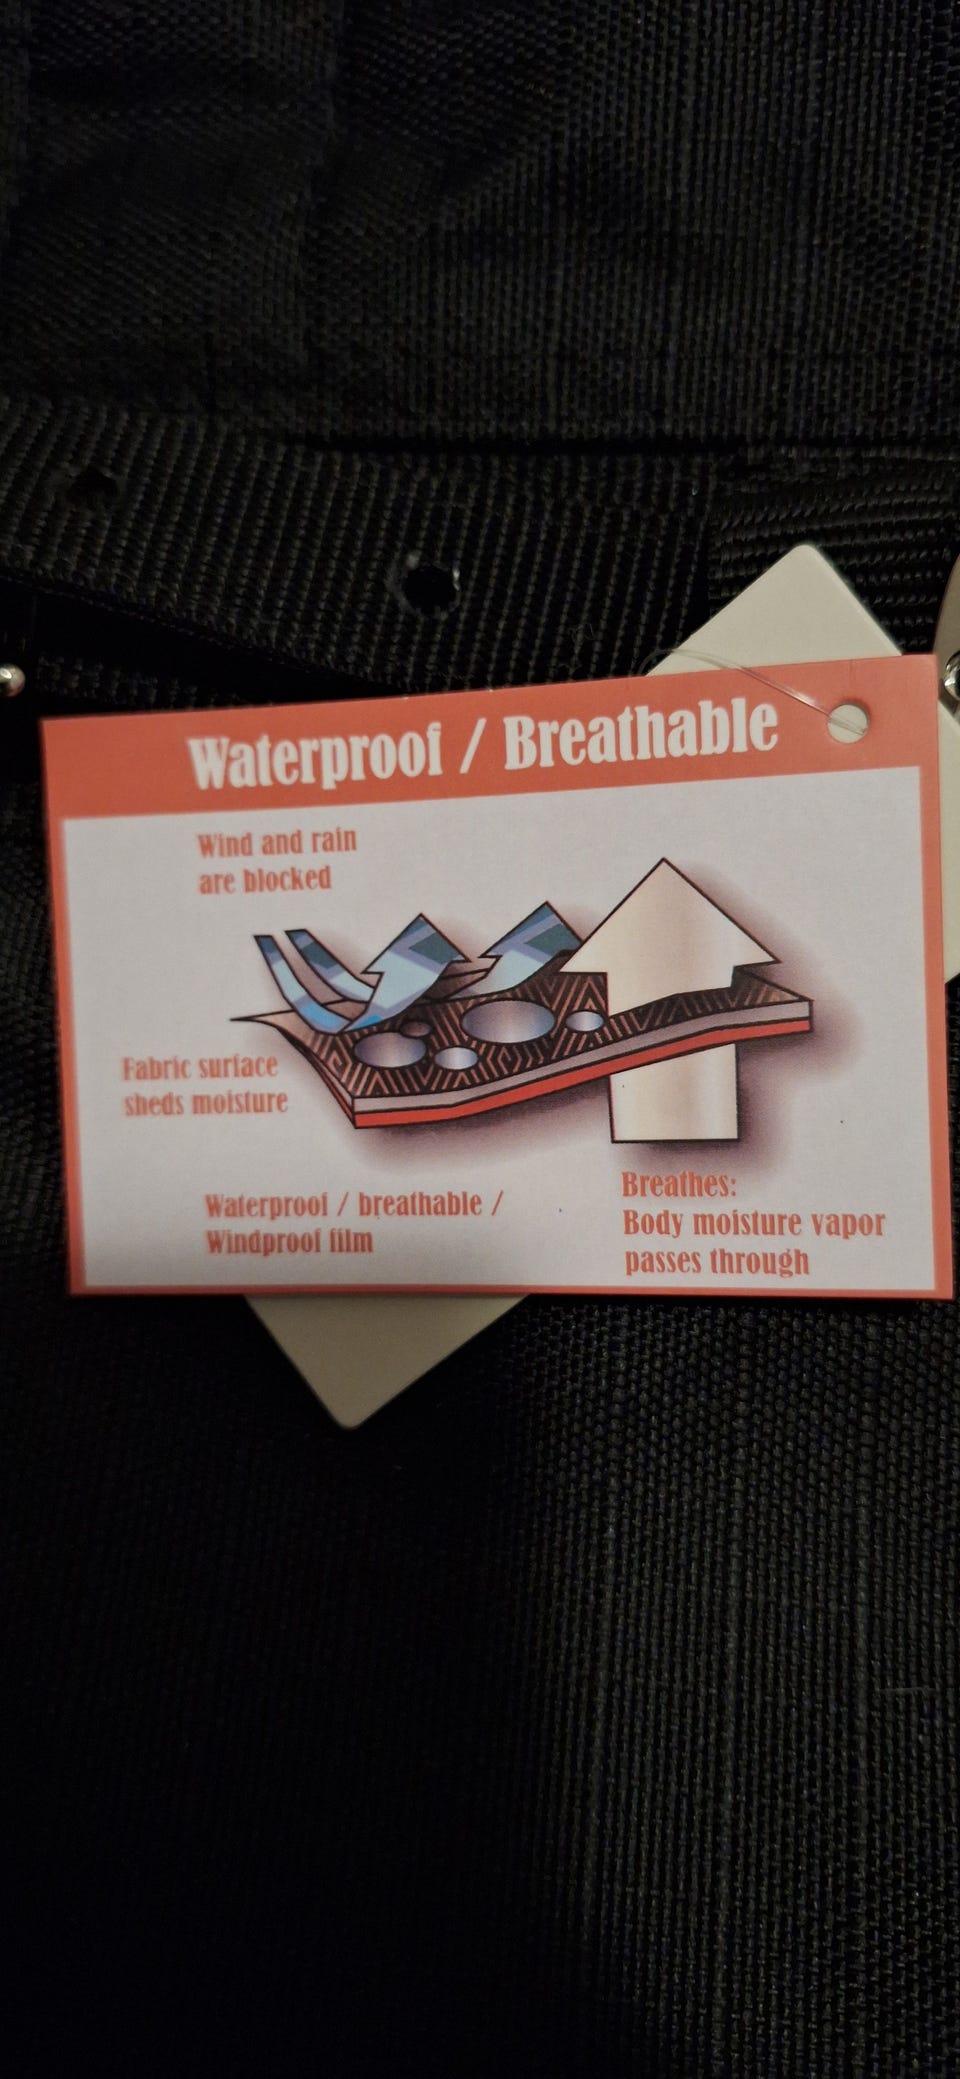 Waterproof / Breathable
Wind and rain
are blocked
Fabric surface
sheds moisture
Waterproof / breathable /
Windproof film
Breathes:
Body moisture vapor
passes through